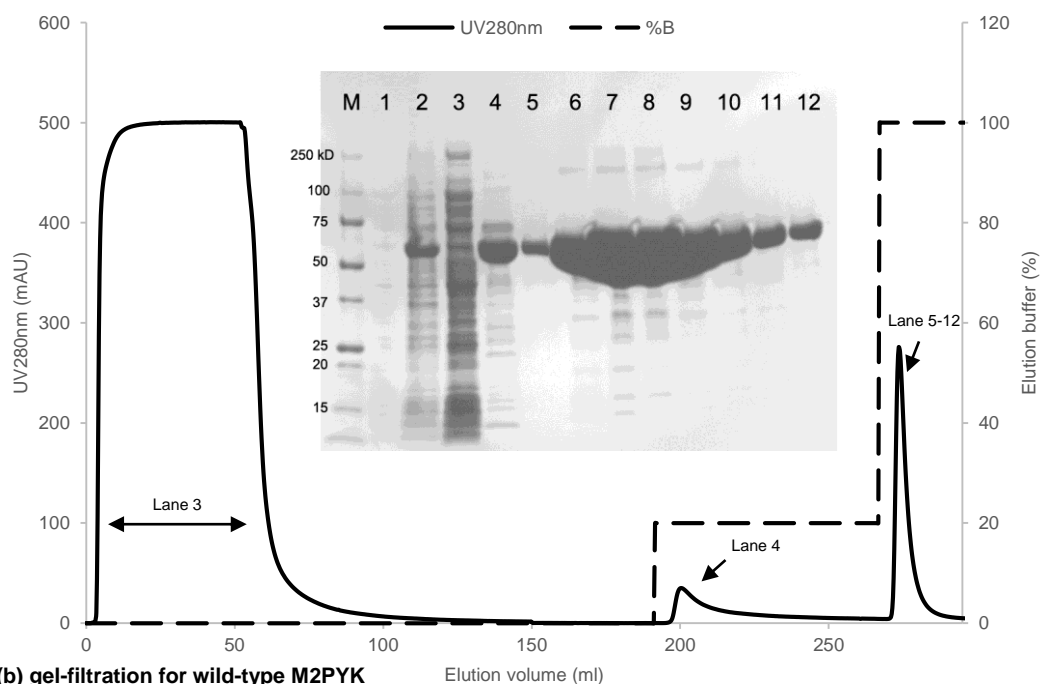 600
500
400
300
200
100
0
UV280nm (mAU)
UV280nm
%B
120
100
80
60
40
20
0
Elution buffer (%)
M 1 2 3 4 5 6 7 8 9 10 11 12
250 kD
100
75
50
37
25
20
15
Lane 3
Lane 4
Lane 5-12
0 50 100 150 200 250
Elution volume (ml)
(b) gel-filtration for wild-type M2PYK